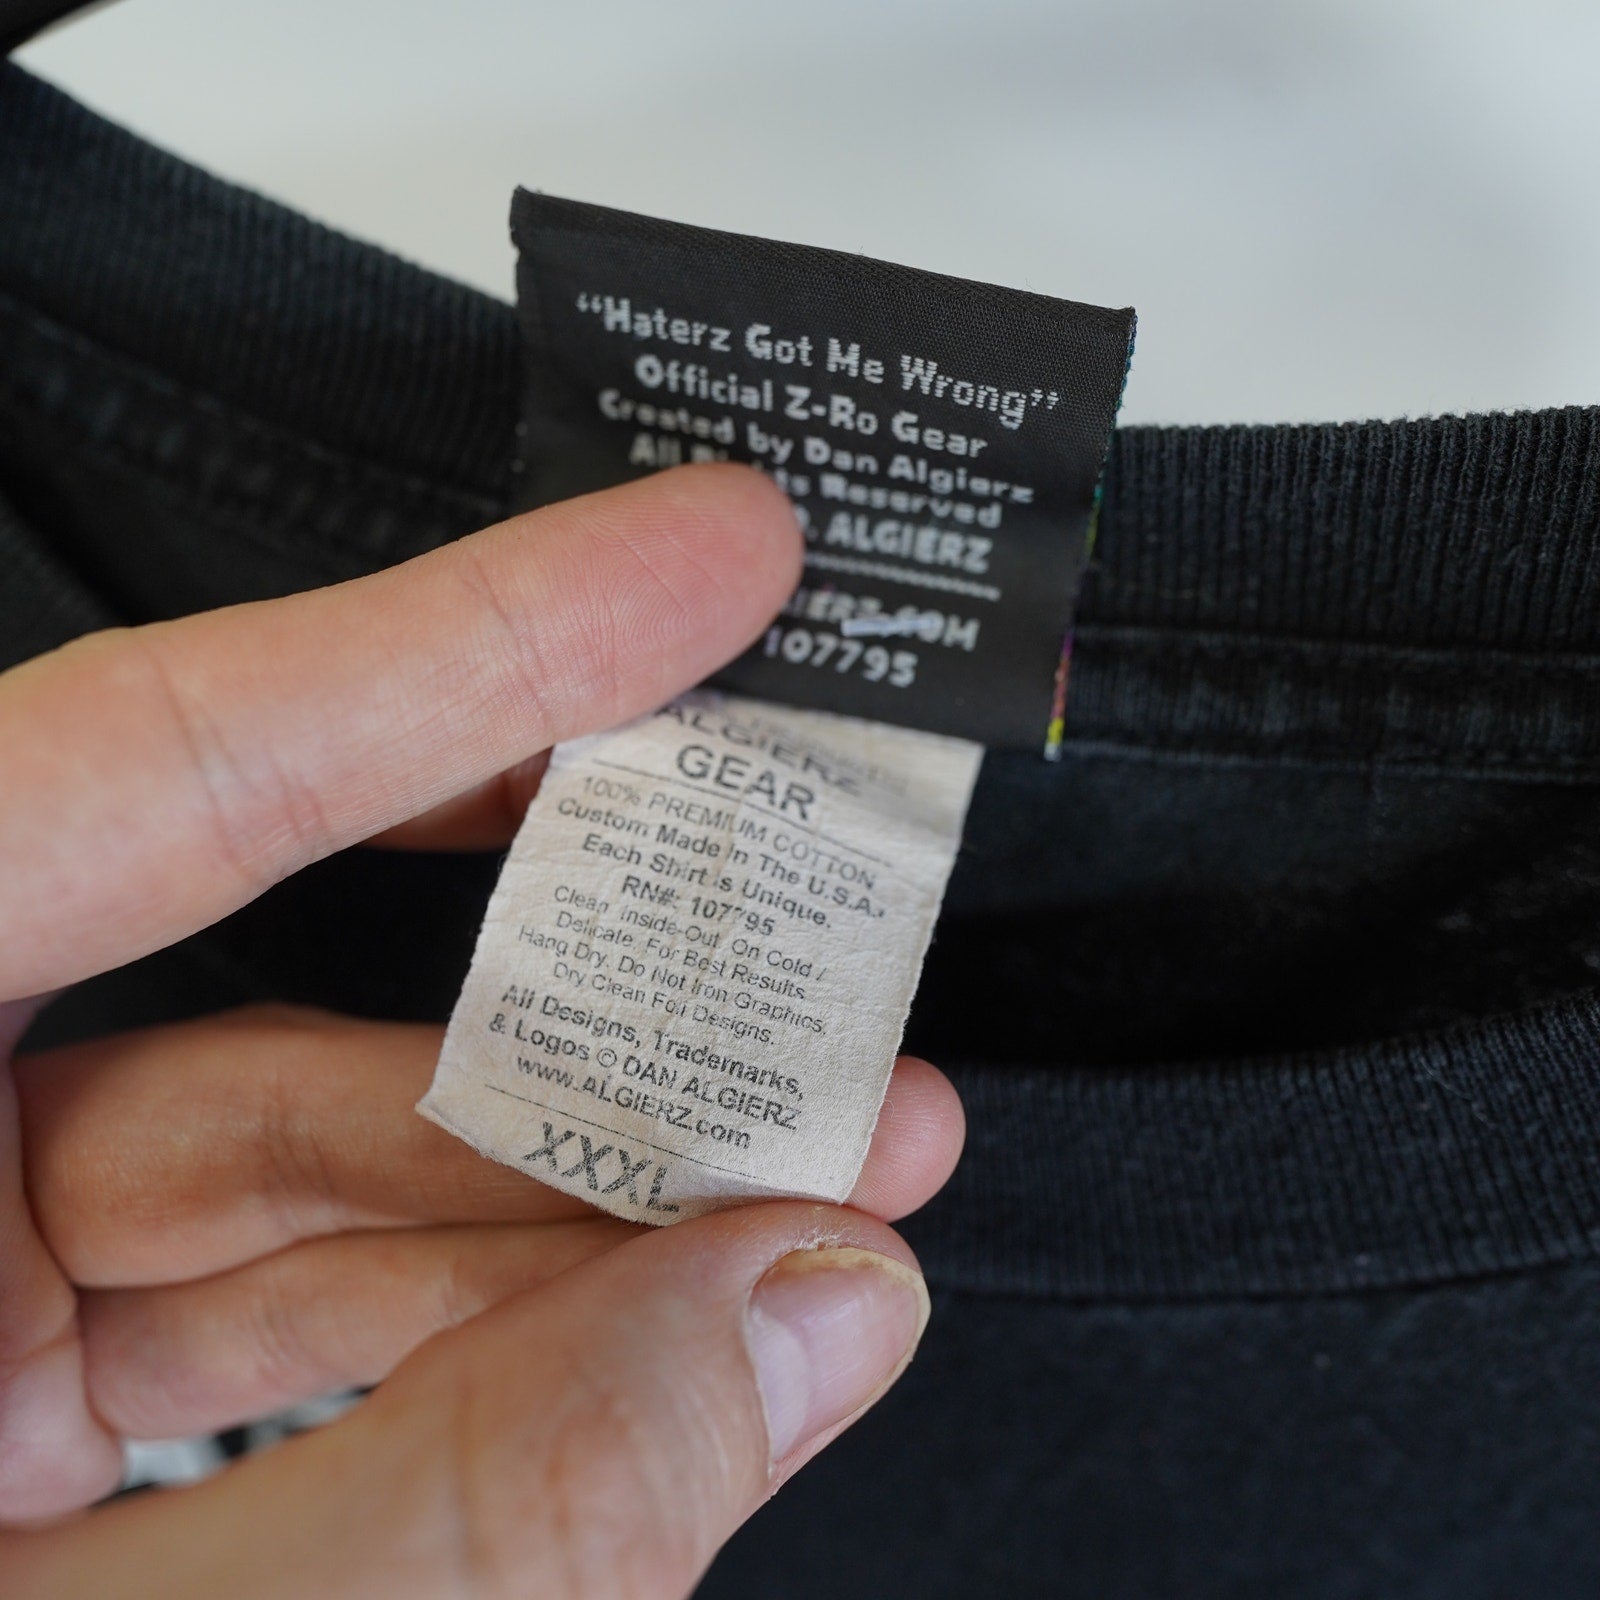 “Haterz Got Me Wrong”
Official Z-Ro Gear
Created by Dan Algierz
All Rights Reserved
ALGIERZ
107795
ALGIERZ
GEAR
100% PREMIUM COTTON
Custom Made In The U.S.A.
Each Shirt is Unique.
RN#: 107795
Clean Inside-Out On Cold /
Delicate. For Best Results
Hang Dry. Do Not Iron Graphics.
Dry Clean Foil Designs.
All Designs, Trademarks,
& Logos © DAN ALGIERZ
www.ALGIERZ.com
XXXL